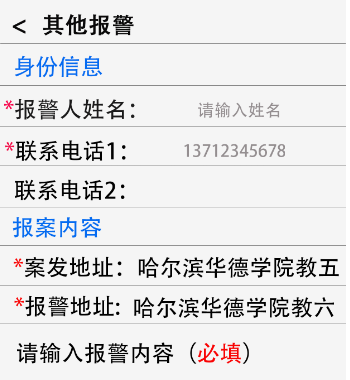 < 其他报警
身份信息
*报警人姓名： 请输入姓名
*联系电话1： 13712345678
联系电话2：
报案内容
*案发地址：哈尔滨华德学院教五
*报警地址: 哈尔滨华德学院教六
请输入报警内容（必填）